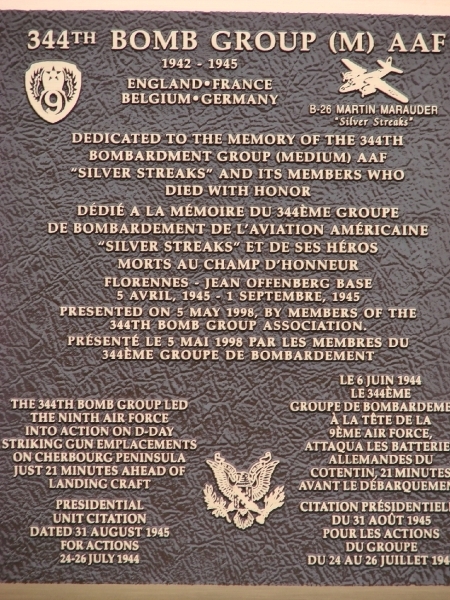 344TH BOMB GROUP (M) AAF
1942 - 1945
ENGLAND•FRANCE
BELGIUM•GERMANY
9
B-26 MARTIN MARAUDER
"Silver Streaks"
DEDICATED TO THE MEMORY OF THE 344TH
BOMBARDMENT GROUP (MEDIUM) AAF
"SILVER STREAKS" AND ITS MEMBERS WHO
DIED WITH HONOR
DÉDIÉ A LA MÉMOIRE DU 344ÈME GROUPE
DE BOMBARDEMENT DE L'AVIATION AMÉRICAINE
"SILVER STREAKS" ET DE SES HÉROS
MORTS AU CHAMP D'HONNEUR
FLORENNES - JEAN OFFENBERG BASE
5 AVRIL, 1945 - 1 SEPTEMBRE, 1945
PRESENTED ON 5 MAY 1998, BY MEMBERS OF THE
344TH BOMB GROUP ASSOCIATION.
PRÉSENTÉ LE 5 MAI 1998 PAR LES MEMBRES DU
344ÈME GROUPE DE BOMBARDEMENT
THE 344TH BOMB GROUP LED
THE NINTH AIR FORCE
INTO ACTION ON D-DAY
STRIKING GUN EMPLACEMENTS
ON CHERBOURG PENINSULA
JUST 21 MINUTES AHEAD OF
LANDING CRAFT
PRESIDENTIAL
UNIT CITATION
DATED 31 AUGUST 1945
FOR ACTIONS
24-26 JULY 1944
LE 6 JUIN 1944
LE 344ÈME
GROUPE DE BOMBARDEME
À LA TÊTE DE LA
9ÈME AIR FORCE,
ATTAQUA LES BATTERIE
ALLEMANDES DU
COTENTIN, 21 MINUTES
AVANT LE DÉBARQUEMEN
CITATION PRÉSIDENTIEL
DU 31 AOÛT 1945
POUR LES ACTIONS
DU GROUPE
DU 24 AU 26 JUILLET 194